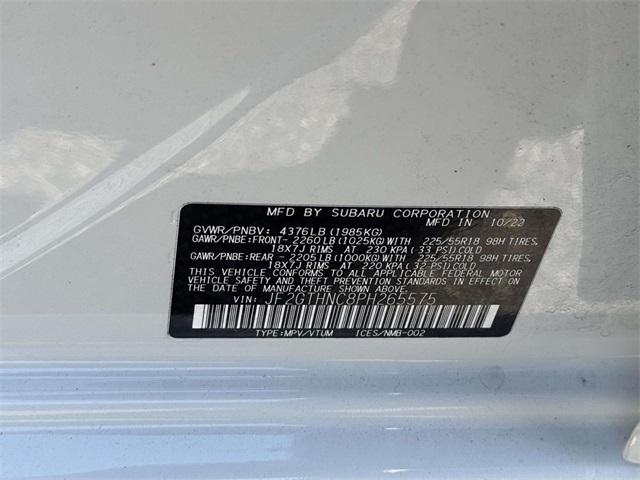 MFD BY SUBARU CORPORATION
MFD IN 10/22
GVWR/PNBV: 4376LB(1985KG)
GAWR/PNBE:FRONT-2260LB(1025KG)WITH 225/55R18 98H TIRES,
18X7J RIMS AT 230 KPA(33 PSI)COLD
GAWR/PNBE:REAR -2205LB(1000KG)WITH 225/55R18 98H TIRES,
18X7J RIMS AT 220 KPA(32 PSI)COLD
THIS VEHICLE CONFORMS TO ALL APPLICABLE FEDERAL MOTOR
VEHICLE SAFETY AND THEFT PREVENTION STANDARDS IN
EFFECT ON THE DATE OF MANUFACTURE SHOWN ABOVE.
VIN: JF2GTHNC8PH265575
TYPE:MPV/VTUM ICES/NMB-002